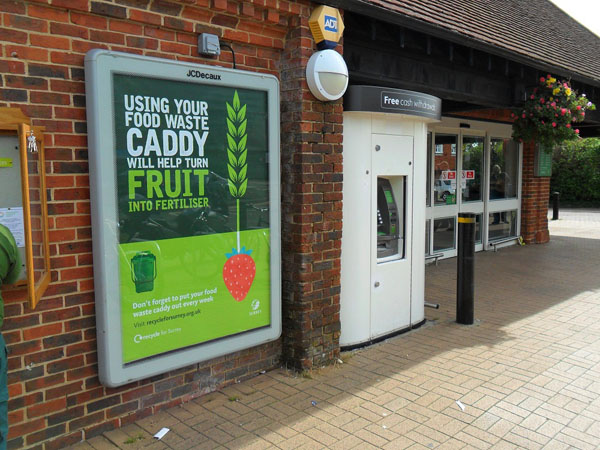 ADT
JCDecaux
Free cash withdrawal
USING YOUR
FOOD WASTE
CADDY
WILL HELP TURN
FRUIT
INTO FERTILISER.
Don't forget to put your food
waste caddy out every week
Visit recycleforsurrey.org.uk
recycle for Surrey